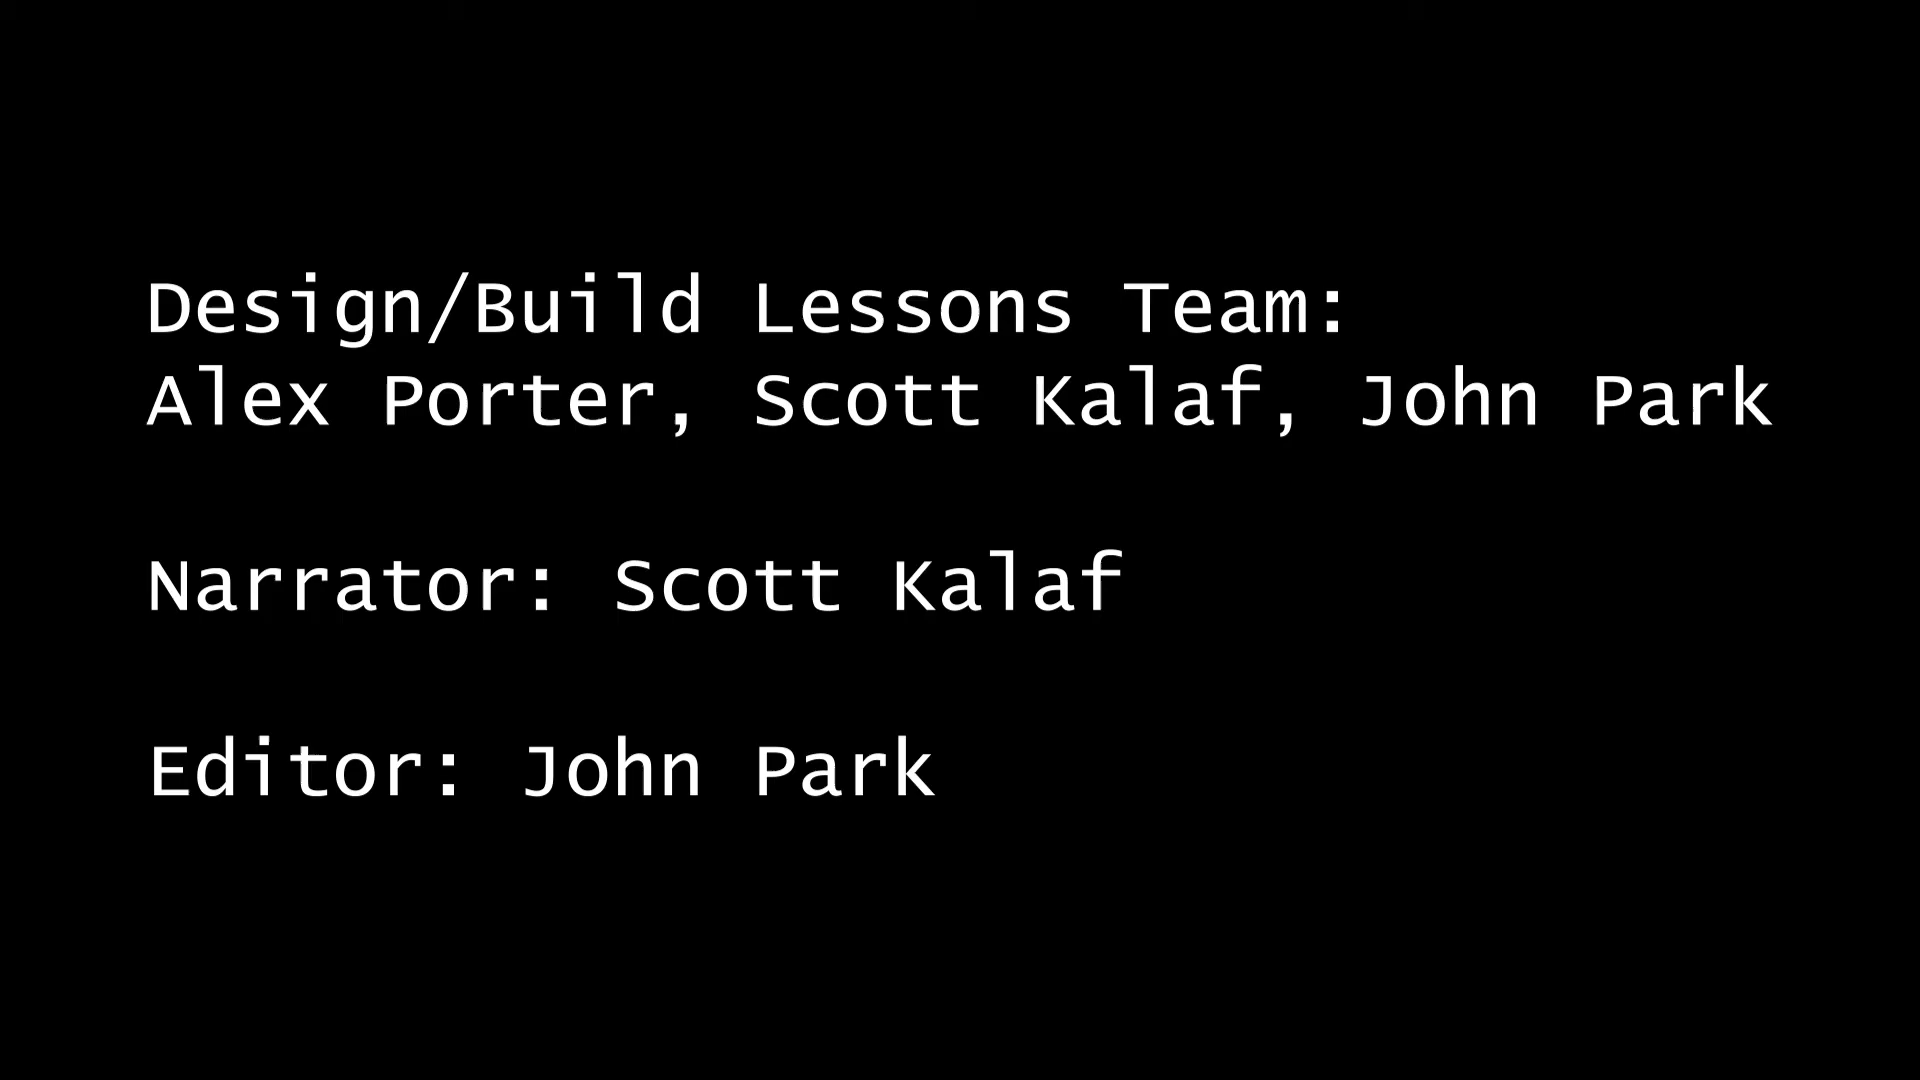 Design/Build Lessons Team:
Alex Porter, Scott Kalaf, John Park
Narrator: Scott Kalaf
Editor: John Park